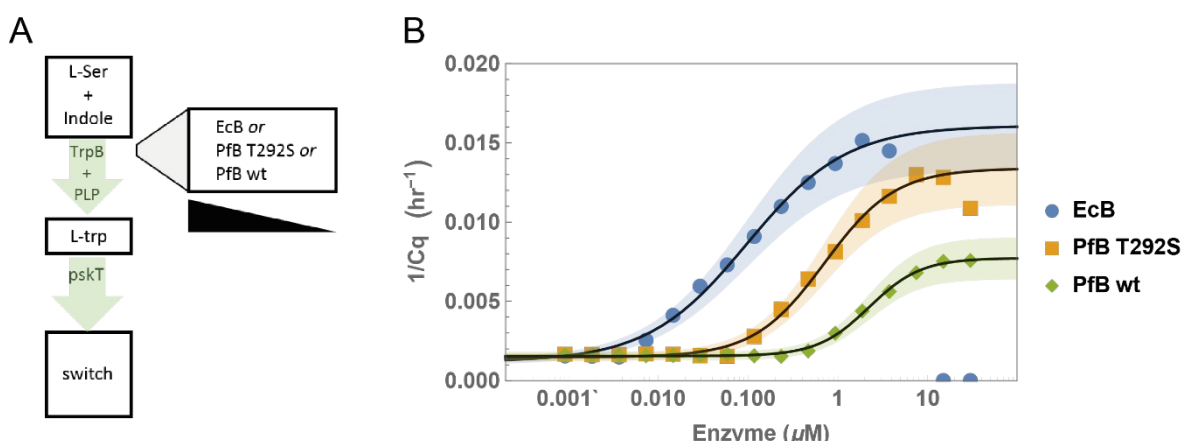 A
L-Ser
+
Indole
TrpB
+
PLP
L-trp
pskT
switch
EcB or
PfB T292S or
PfB wt
B
1/Cq (hr⁻¹)
0.020
0.015
0.010
0.005
0.000
0.001`
0.010
0.100
1
10
Enzyme (μM)
EcB
PfB T292S
PfB wt